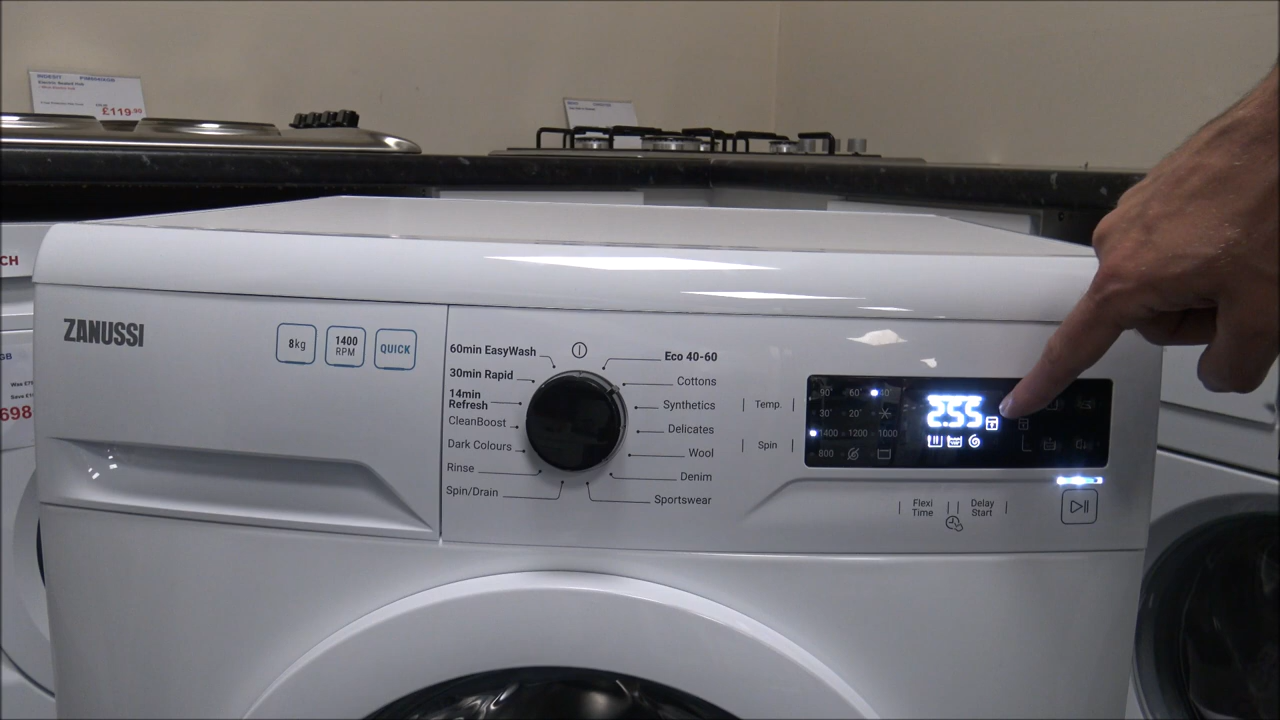 £119.90
CH
698
ZANUSSI
8kg
1400
RPM
QUICK
60min EasyWash
30min Rapid
14min
Refresh
CleanBoost
Dark Colours
Rinse
Spin/Drain
Eco 40-60
Cottons
Synthetics
Delicates
Wool
Denim
Sportswear
Temp.
Spin
90° 60° 40°
30° 20°
1400 1200 1000
800
2:55
Flexi
Time
Delay
Start